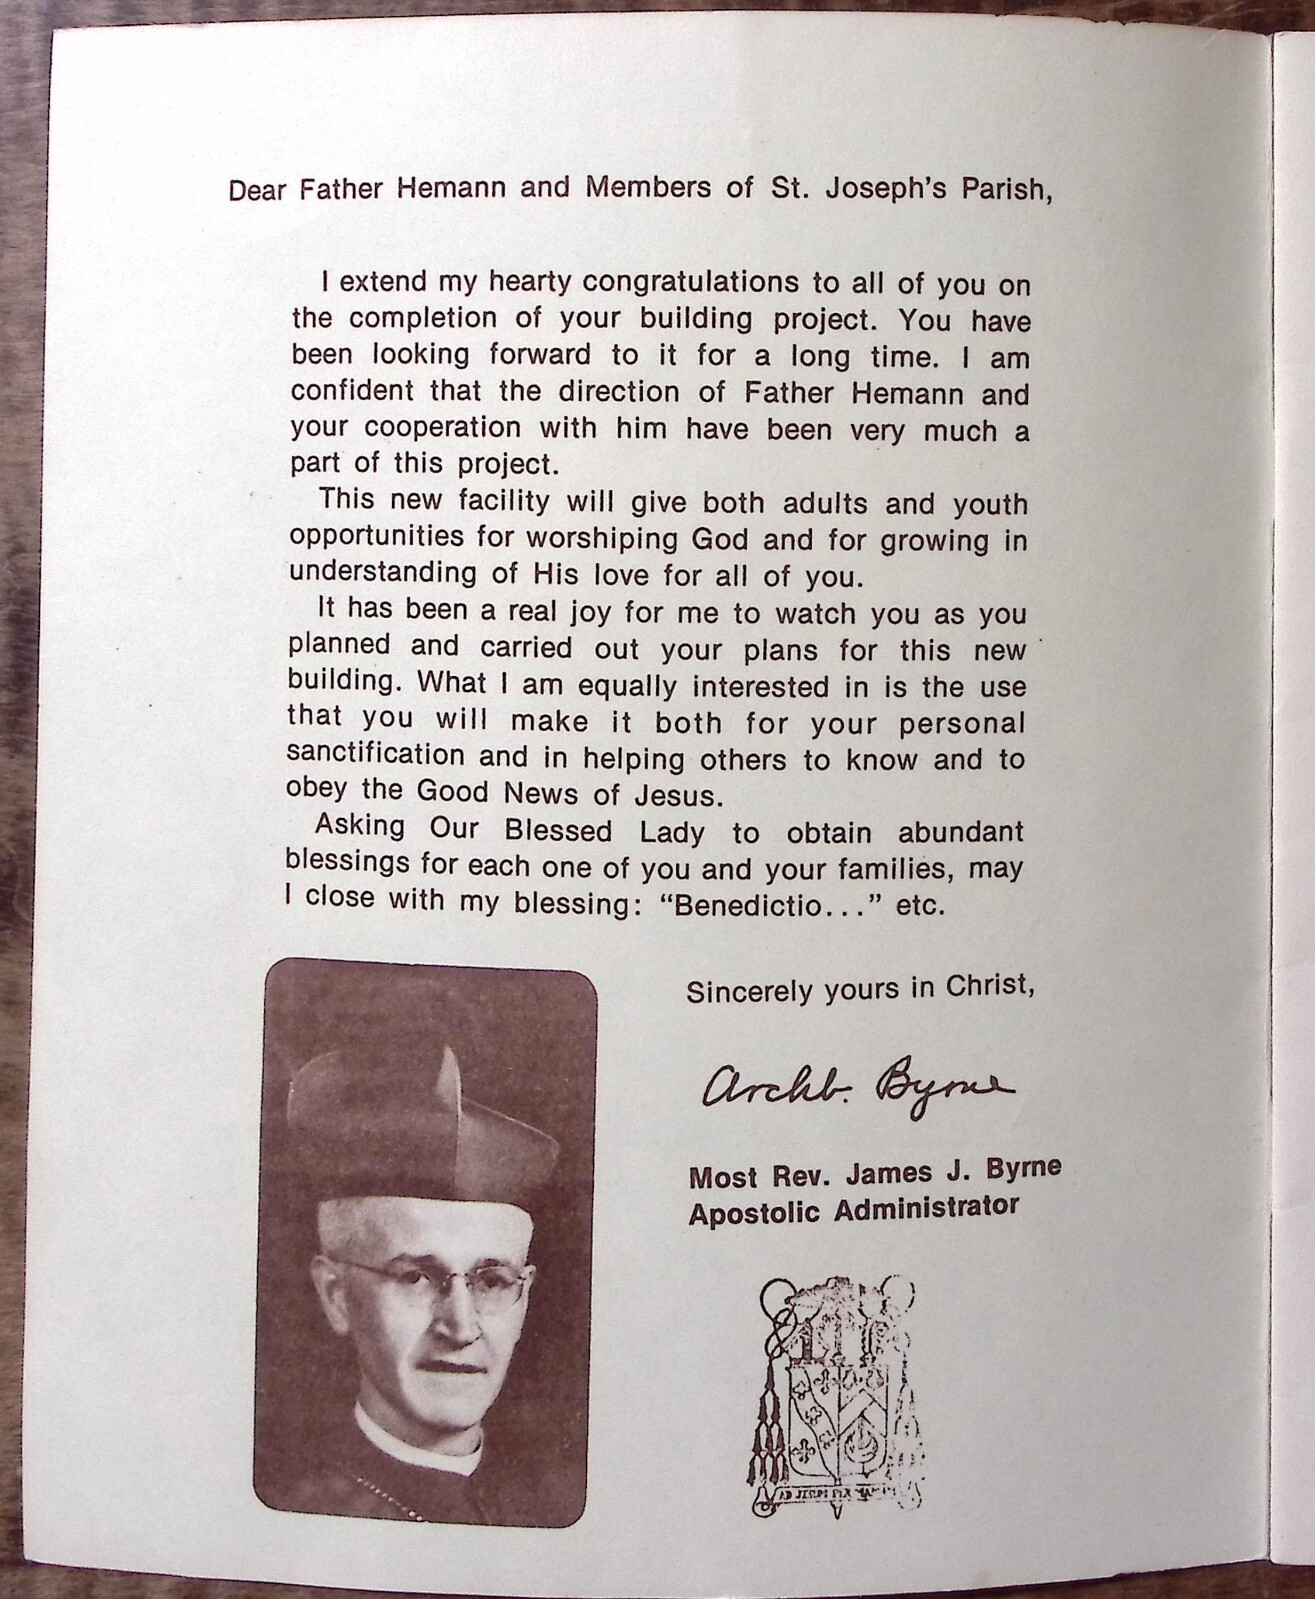 Dear Father Hemann and Members of St. Joseph's Parish,
I extend my hearty congratulations to all of you on
the completion of your building project. You have
been looking forward to it for a long time. I am
confident that the direction of Father Hemann and
your cooperation with him have been very much a
part of this project.
This new facility will give both adults and youth
opportunities for worshiping God and for growing in
understanding of His love for all of you.
It has been a real joy for me to watch you as you
planned and carried out your plans for this new
building. What I am equally interested in is the use
that you will make it both for your personal
sanctification and in helping others to know and to
obey the Good News of Jesus.
Asking Our Blessed Lady to obtain abundant
blessings for each one of you and your families, may
I close with my blessing: “Benedictio...” etc.
Sincerely yours in Christ,
Archb. Byrne
Most Rev. James J. Byrne
Apostolic Administrator
AD JESUM PER